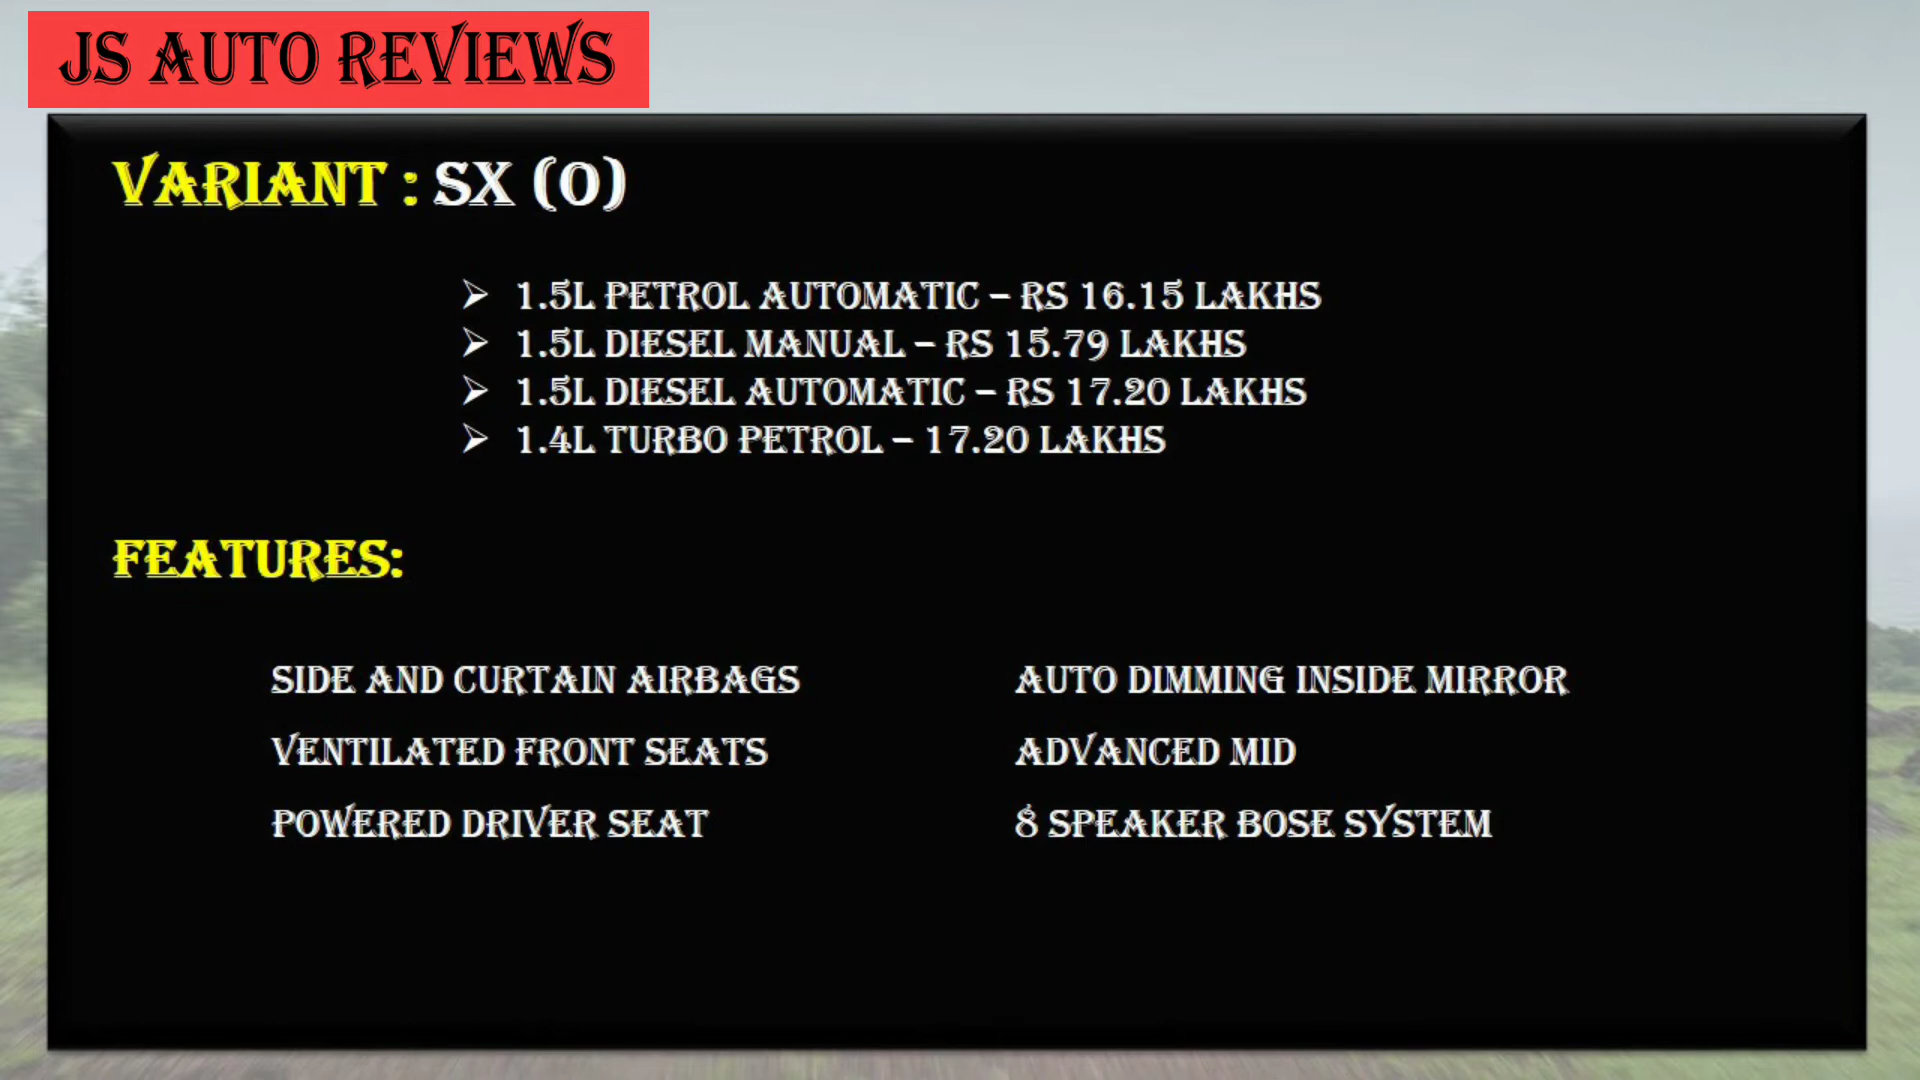 JS AUTO REVIEWS
VARIANT : SX (O)
➢ 1.5L PETROL AUTOMATIC – RS 16.15 LAKHS
➢ 1.5L DIESEL MANUAL – RS 15.79 LAKHS
➢ 1.5L DIESEL AUTOMATIC – RS 17.20 LAKHS
➢ 1.4L TURBO PETROL – 17.20 LAKHS
FEATURES:
SIDE AND CURTAIN AIRBAGS
VENTILATED FRONT SEATS
POWERED DRIVER SEAT
AUTO DIMMING INSIDE MIRROR
ADVANCED MID
8 SPEAKER BOSE SYSTEM